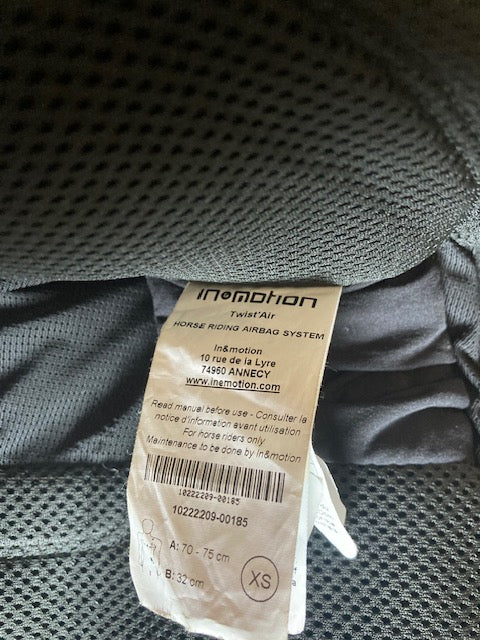 in&motion
Twist'Air
HORSE RIDING AIRBAG SYSTEM
In&motion
10 rue de la Lyre
74960 ANNECY
www.inemotion.com
Read manual before use - Consulter la
notice d'information avant utilisation
For horse riders only
Maintenance to be done by In&motion
10222209-00185
10222209-00185
A: 70 - 75 cm
B: 32 cm
XS